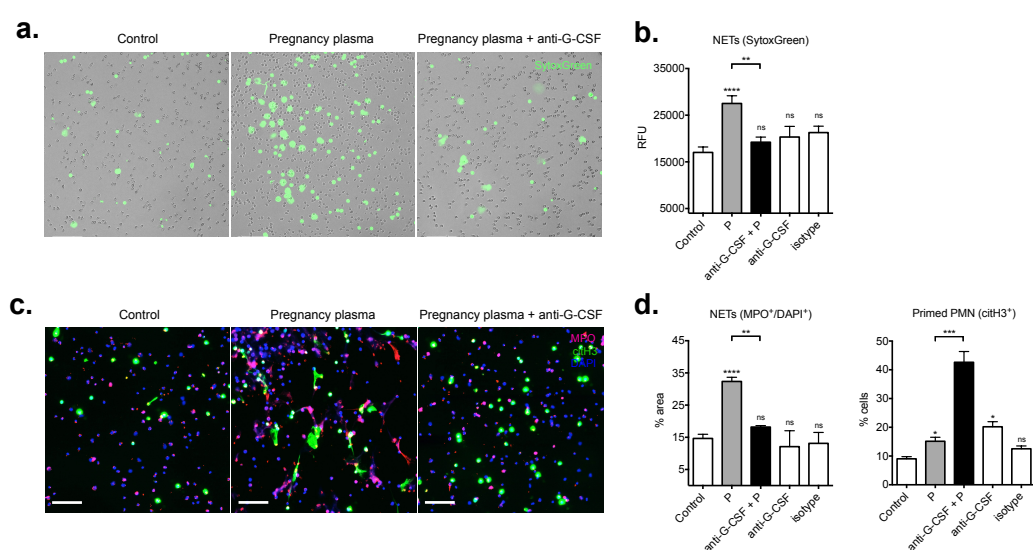 a.
Control
Pregnancy plasma
Pregnancy plasma + anti-G-CSF
SytoxGreen
b.
NETs (SytoxGreen)
**
****
ns
ns
ns
35000
25000
15000
5000
RFU
Control
P
anti-G-CSF + P
anti-G-CSF
isotype
c.
Control
Pregnancy plasma
Pregnancy plasma + anti-G-CSF
MPO
citH3
DAPI
d.
NETs (MPO⁺/DAPI⁺)
**
****
ns
ns
ns
45
35
25
15
5
% area
Control
P
anti-G-CSF + P
anti-G-CSF
isotype
Primed PMN (citH3⁺)
***
*
*
ns
50
40
30
20
10
0
% cells
Control
P
anti-G-CSF + P
anti-G-CSF
isotype